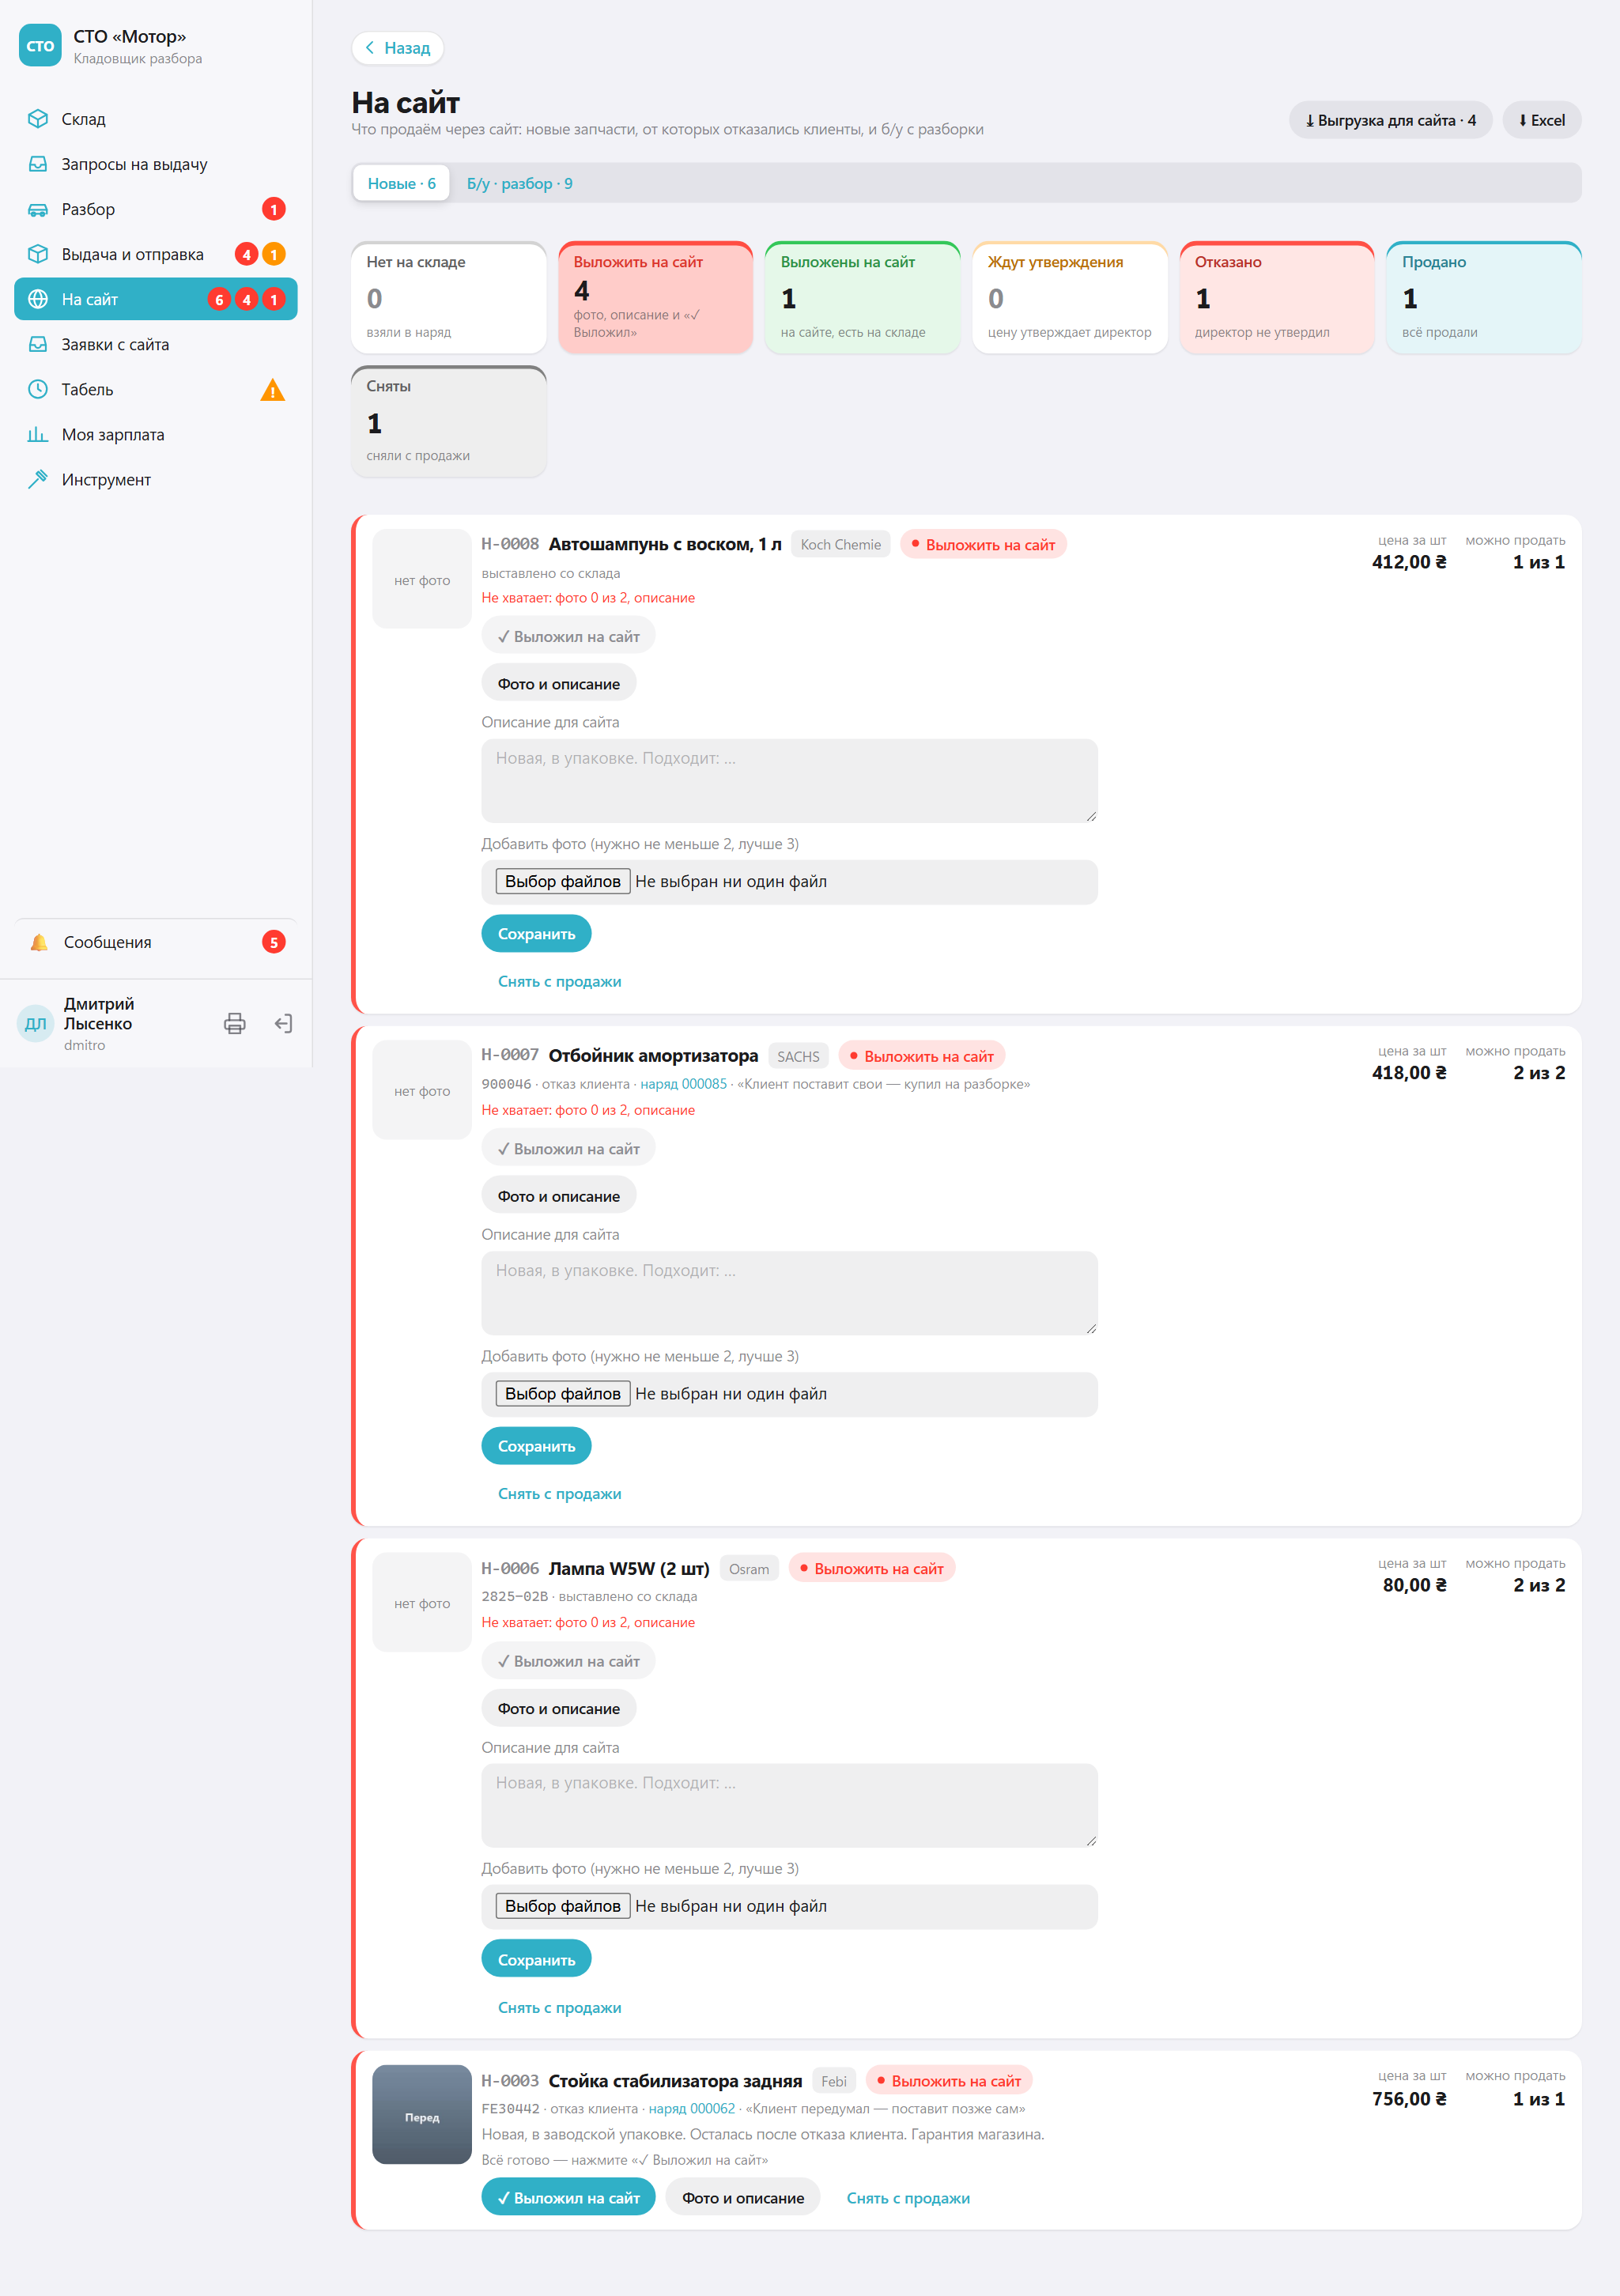 СТО
СТО «Мотор»
Кладовщик разбора
Склад
Запросы на выдачу
Разбор 1
Выдача и отправка 4 1
На сайт 6 4 1
Заявки с сайта
Табель
Моя зарплата
Инструмент
Сообщения 5
ДЛ
Дмитрий
Лысенко
dmitro
Назад
На сайт
Что продаём через сайт: новые запчасти, от которых отказались клиенты, и б/у с разборки
⤓ Выгрузка для сайта · 4
⬇ Excel
Новые · 6
Б/у · разбор · 9
Нет на складе
0
взяли в наряд
Выложить на сайт
4
фото, описание и «✓
Выложил»
Выложены на сайт
1
на сайте, есть на складе
Ждут утверждения
0
цену утверждает директор
Отказано
1
директор не утвердил
Продано
1
всё продали
Сняты
1
сняли с продажи
нет фото
Н-0008 Автошампунь с воском, 1 л Koch Chemie Выложить на сайт
цена за шт
412,00 ₴
можно продать
1 из 1
выставлено со склада
Не хватает: фото 0 из 2, описание
✓ Выложил на сайт
Фото и описание
Описание для сайта
Новая, в упаковке. Подходит: ...
Добавить фото (нужно не меньше 2, лучше 3)
Выбор файлов Не выбран ни один файл
Сохранить
Снять с продажи
нет фото
Н-0007 Отбойник амортизатора SACHS Выложить на сайт
цена за шт
418,00 ₴
можно продать
2 из 2
900046 · отказ клиента · наряд 000085 · «Клиент поставит свои — купил на разборке»
Не хватает: фото 0 из 2, описание
✓ Выложил на сайт
Фото и описание
Описание для сайта
Новая, в упаковке. Подходит: ...
Добавить фото (нужно не меньше 2, лучше 3)
Выбор файлов Не выбран ни один файл
Сохранить
Снять с продажи
нет фото
Н-0006 Лампа W5W (2 шт) Osram Выложить на сайт
цена за шт
80,00 ₴
можно продать
2 из 2
2825-02B · выставлено со склада
Не хватает: фото 0 из 2, описание
✓ Выложил на сайт
Фото и описание
Описание для сайта
Новая, в упаковке. Подходит: ...
Добавить фото (нужно не меньше 2, лучше 3)
Выбор файлов Не выбран ни один файл
Сохранить
Снять с продажи
Перед
Н-0003 Стойка стабилизатора задняя Febi Выложить на сайт
цена за шт
756,00 ₴
можно продать
1 из 1
FE30442 · отказ клиента · наряд 000062 · «Клиент передумал — поставит позже сам»
Новая, в заводской упаковке. Осталась после отказа клиента. Гарантия магазина.
Всё готово — нажмите «✓ Выложил на сайт»
✓ Выложил на сайт
Фото и описание
Снять с продажи